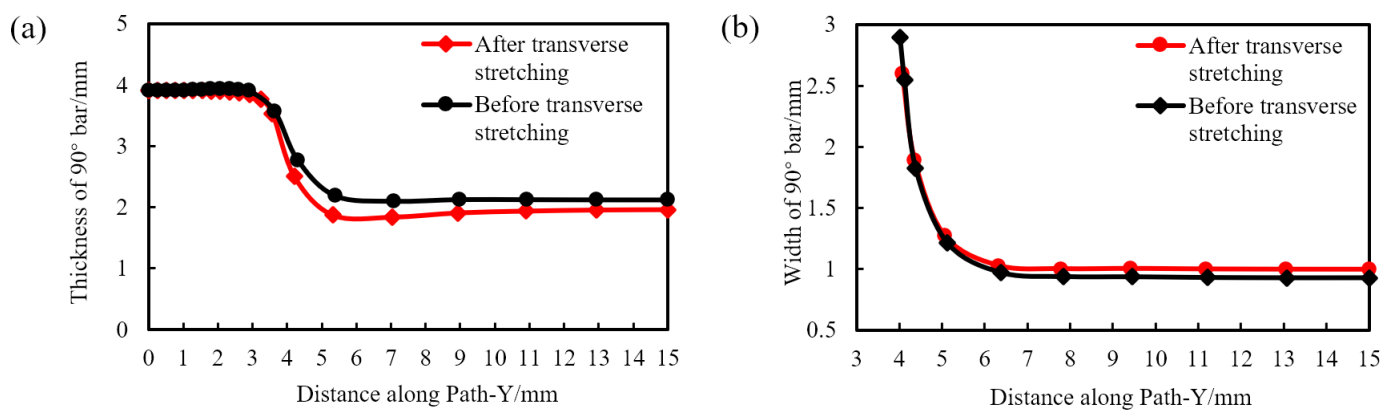 (a)
Thickness of 90° bar/mm
5
4
3
2
1
0
After transverse
stretching
Before transverse
stretching
0 1 2 3 4 5 6 7 8 9 10 11 12 13 14 15
Distance along Path-Y/mm
(b)
Width of 90° bar/mm
3
2.5
2
1.5
1
0.5
After transverse
stretching
Before transverse
stretching
3 4 5 6 7 8 9 10 11 12 13 14 15
Distance along Path-Y/mm